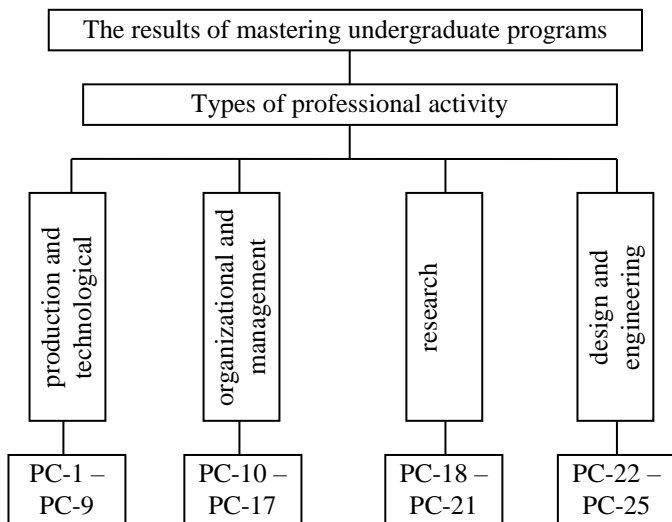 The results of mastering undergraduate programs
Types of professional activity
production and
technological
organizational and
management
research
design and
engineering
PC-1 –
PC-9
PC-10 –
PC-17
PC-18 –
PC-21
PC-22 –
PC-25